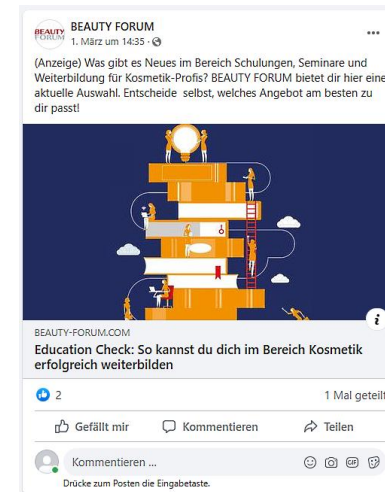 BEAUTY FORUM
BEAUTY FORUM
1. März um 14:35 ·
(Anzeige) Was gibt es Neues im Bereich Schulungen, Seminare und
Weiterbildung für Kosmetik-Profis? BEAUTY FORUM bietet dir hier eine
aktuelle Auswahl. Entscheide selbst, welches Angebot am besten zu
dir passt!
BEAUTY-FORUM.COM
Education Check: So kannst du dich im Bereich Kosmetik
erfolgreich weiterbilden
2 1 Mal geteilt
Gefällt mir Kommentieren Teilen
Kommentieren ... GIF
Drücke zum Posten die Eingabetaste.